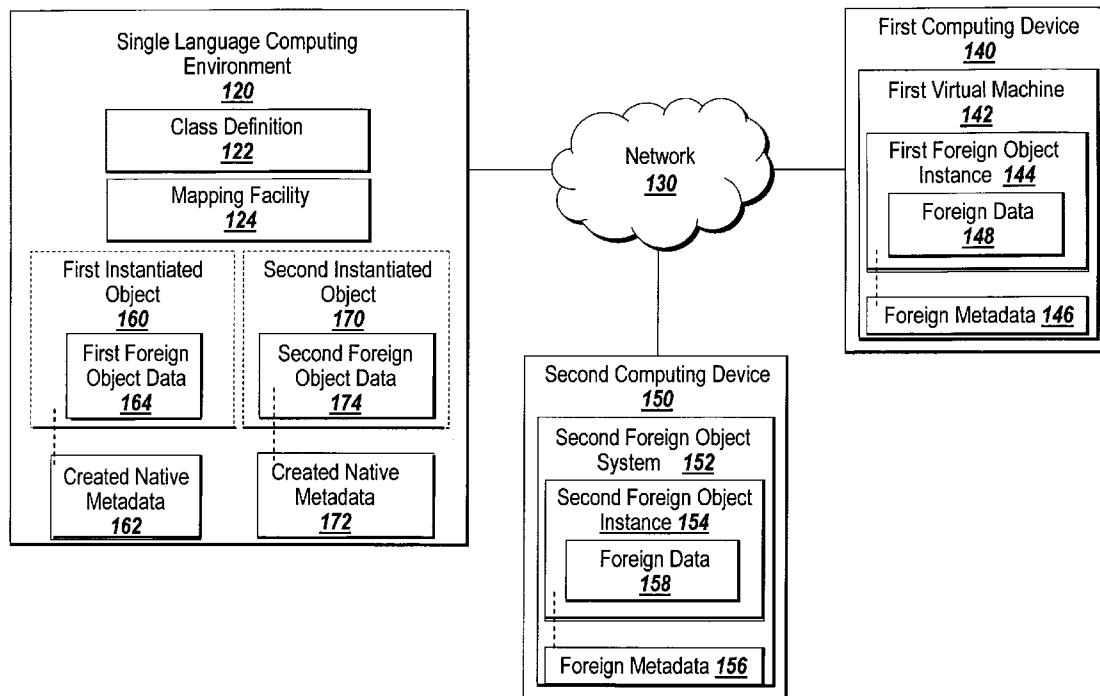 Single Language Computing
Environment
120
Class Definition
122
Mapping Facility
124
First Instantiated
Object
160
First Foreign
Object Data
164
Created Native
Metadata
162
Second Instantiated
Object
170
Second Foreign
Object Data
174
Created Native
Metadata
172
Network
130
First Computing Device
140
First Virtual Machine
142
First Foreign Object
Instance 144
Foreign Data
148
Foreign Metadata 146
Second Computing Device
150
Second Foreign Object
System 152
Second Foreign Object
Instance 154
Foreign Data
158
Foreign Metadata 156